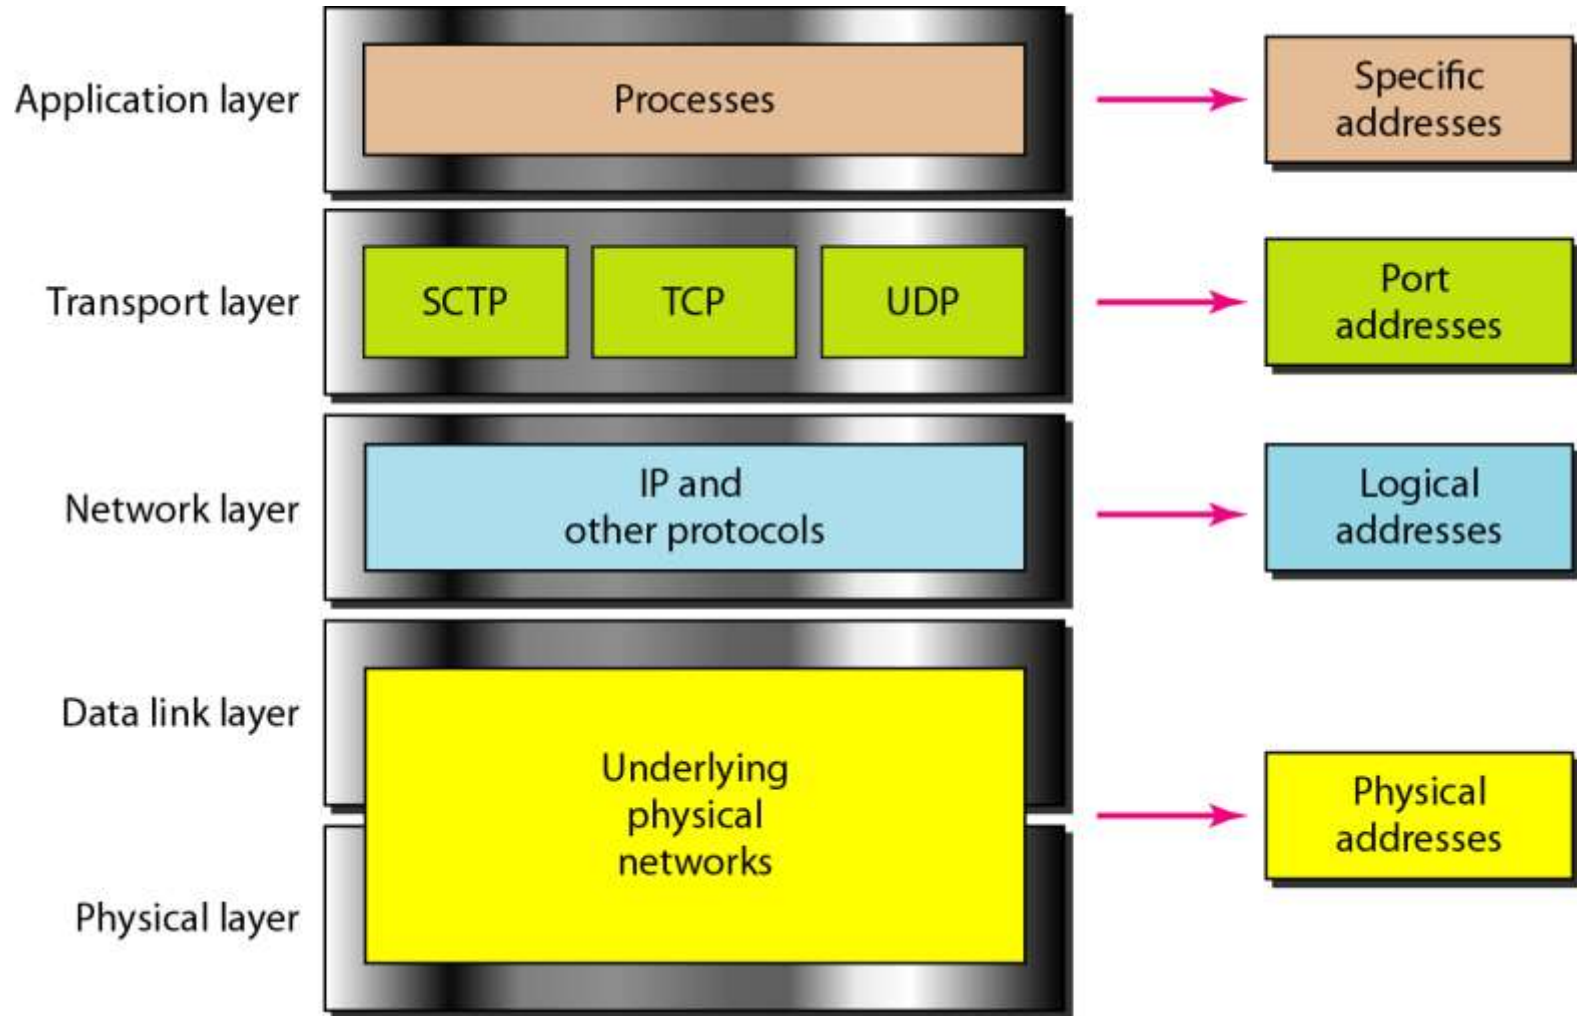 Application layer
Processes
Specific
addresses
Transport layer
SCTP
TCP
UDP
Port
addresses
Network layer
IP and
other protocols
Logical
addresses
Data link layer
Underlying
physical
networks
Physical
addresses
Physical layer